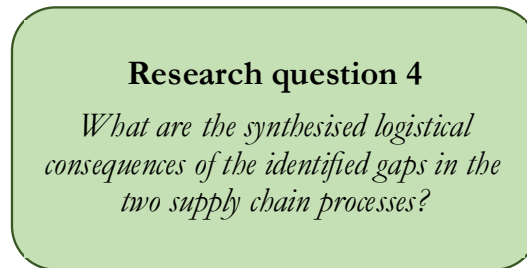 Research question 4
What are the synthesised logistical
consequences of the identified gaps in the
two supply chain processes?